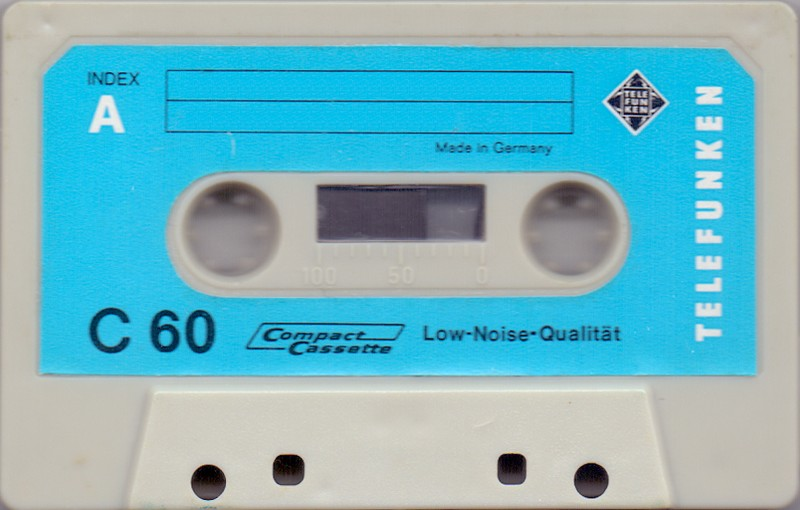 INDEX
A
TELE
FUN
KEN
TELEFUNKEN
Made in Germany
100 50 0
C 60
Compact
Cassette
Low-Noise-Qualität